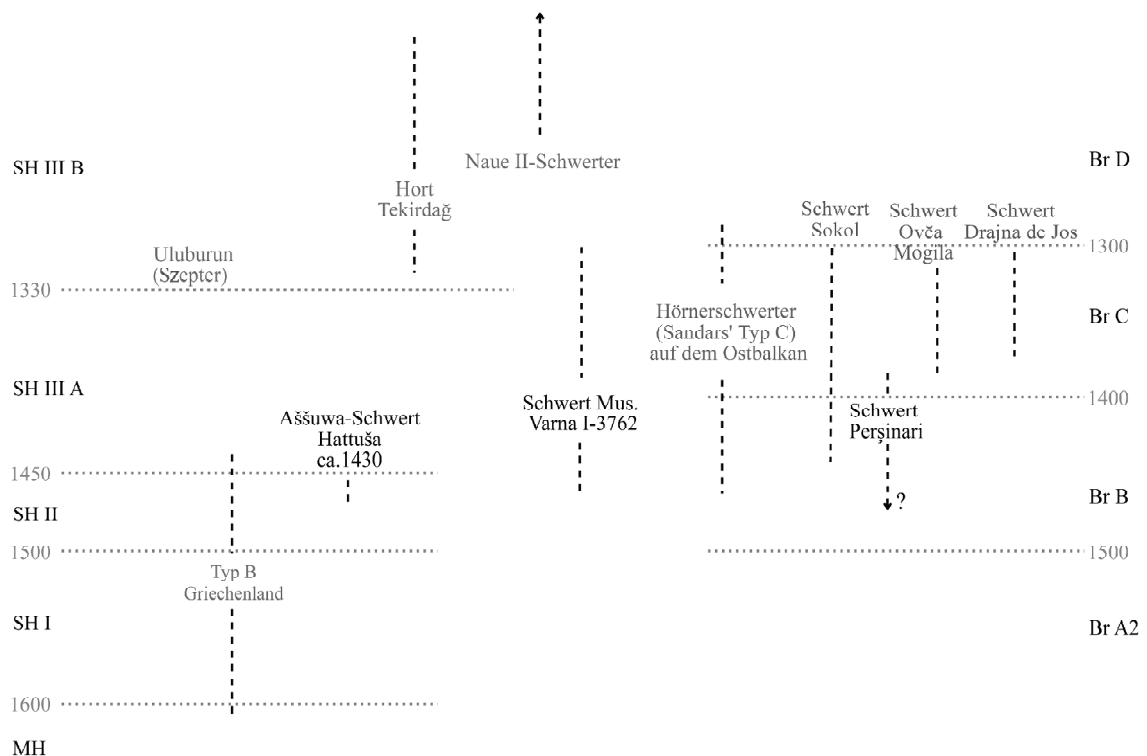 SH III B
Naue II-Schwerter
Br D
Hort
Tekirdağ
Schwert
Sokol
Schwert
Ovča
Mogila
Schwert
Drajna de Jos
1300
Uluburun
(Szepter)
1330
Hörnerschwerter
(Sandars' Typ C)
auf dem Ostbalkan
Br C
SH III A
1400
Aššuwa-Schwert
Hattuša
ca.1430
Schwert Mus.
Varna I-3762
Schwert
Perşinari
1450
SH II
?
Br B
1500
1500
Typ B
Griechenland
SH I
Br A2
1600
MH